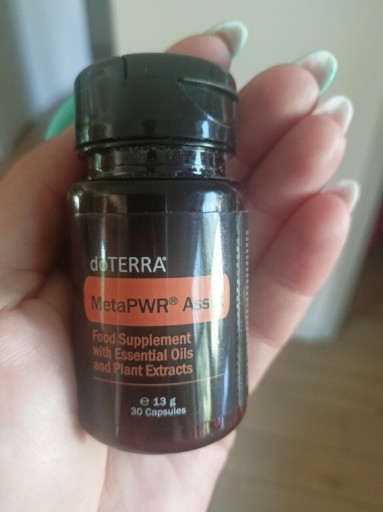 dōTERRA®
MetaPWR® Assi
Food Supplement
with Essential Oils
and Plant Extracts
℮ 13 g
30 Capsules